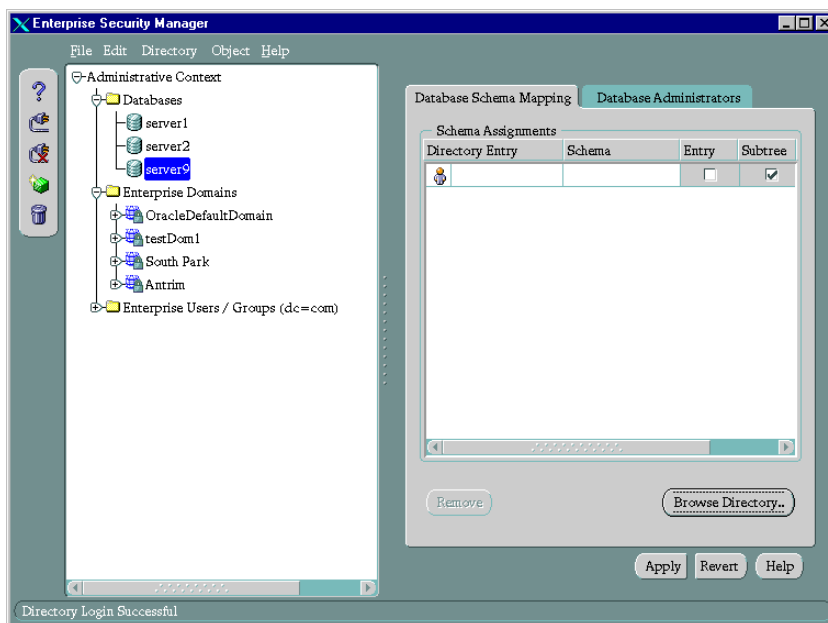 Enterprise Security Manager
File Edit Directory Object Help
Administrative Context
Databases
server1
server2
server9
Enterprise Domains
OracleDefaultDomain
testDom1
South Park
Antrim
Enterprise Users / Groups (dc=com)
Database Schema Mapping Database Administrators
Schema Assignments
Directory Entry Schema Entry Subtree
Remove Browse Directory..
Apply Revert Help
Directory Login Successful